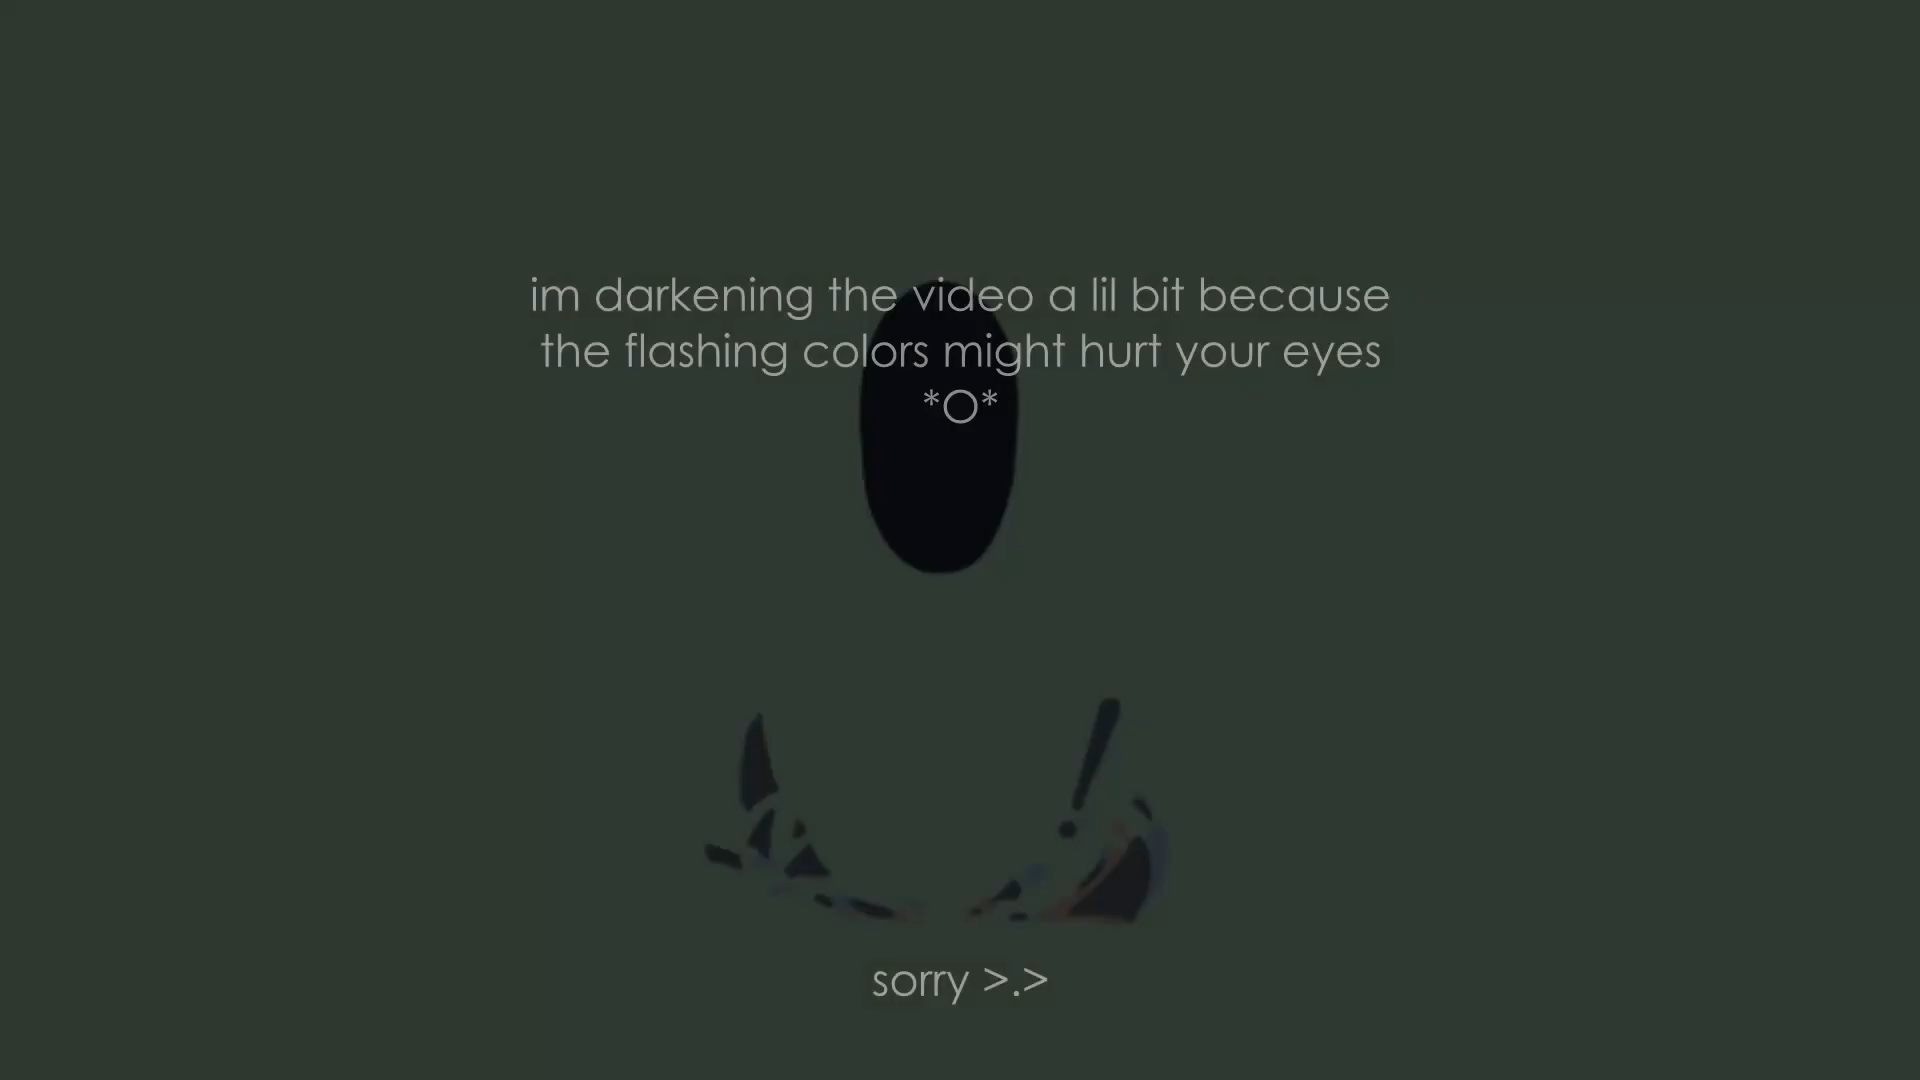 im darkening the video a lil bit because
the flashing colors might hurt your eyes
*O*
sorry >.>